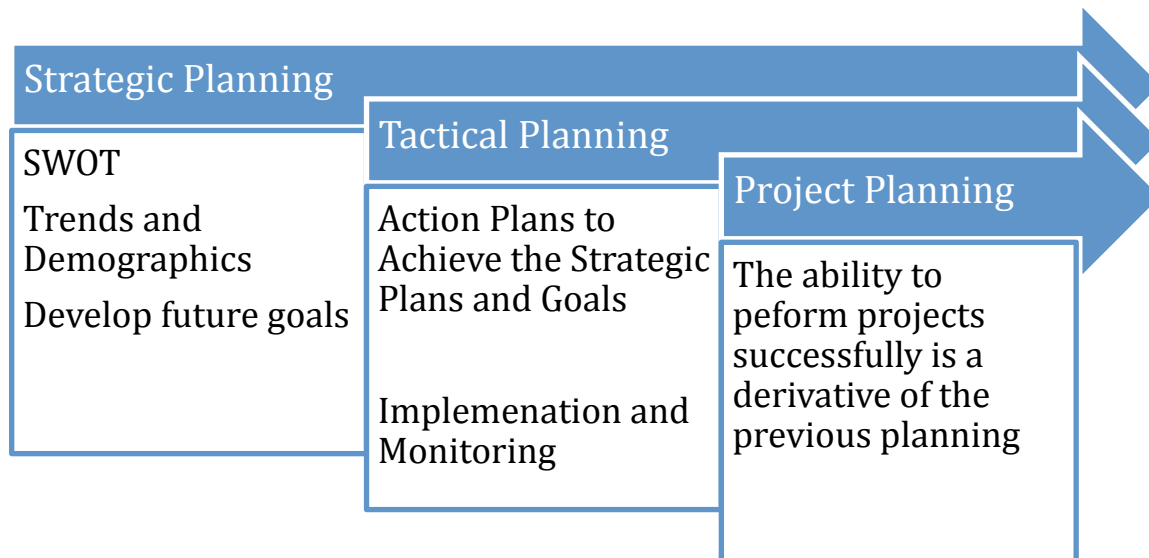 Strategic Planning
SWOT
Trends and
Demographics
Develop future goals
Tactical Planning
Action Plans to
Achieve the Strategic
Plans and Goals
Implemenation and
Monitoring
Project Planning
The ability to
peform projects
successfully is a
derivative of the
previous planning